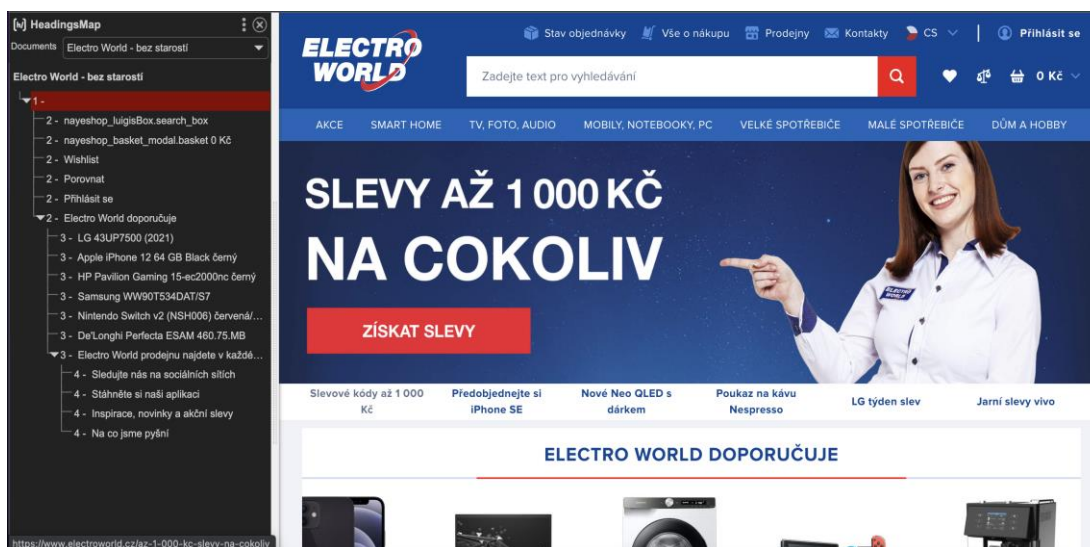 HeadingsMap
Documents Electro World - bez starostí
Electro World - bez starostí
1 -
2 - nayeshop_luigisBox.search_box
2 - nayeshop_basket_modal.basket 0 Kč
2 - Wishlist
2 - Porovnat
2 - Přihlásit se
2 - Electro World doporučuje
3 - LG 43UP7500 (2021)
3 - Apple iPhone 12 64 GB Black černý
3 - HP Pavilion Gaming 15-ec2000nc černý
3 - Samsung WW90T534DAT/S7
3 - Nintendo Switch v2 (NSH006) červená/...
3 - De'Longhi Perfecta ESAM 460.75.MB
3 - Electro World prodejnu najdete v každé...
4 - Sledujte nás na sociálních sítích
4 - Stáhněte si naši aplikaci
4 - Inspirace, novinky a akční slevy
4 - Na co jsme pyšní
https://www.electroworld.cz/az-1-000-kc-slevy-na-cokoliv
ELECTRO
WORLD
Stav objednávky Vše o nákupu Prodejny Kontakty CS Přihlásit se
Zadejte text pro vyhledávání
0 Kč
AKCE SMART HOME TV, FOTO, AUDIO MOBILY, NOTEBOOKY, PC VELKÉ SPOTŘEBIČE MALÉ SPOTŘEBIČE DŮM A HOBBY
SLEVY AŽ 1 000 KČ
NA COKOLIV
ZÍSKAT SLEVY
ELECTRO
WORLD
Slevové kódy až 1 000 Kč
Předobjednejte si iPhone SE
Nové Neo QLED s dárkem
Poukaz na kávu Nespresso
LG týden slev
Jarní slevy vivo
ELECTRO WORLD DOPORUČUJE